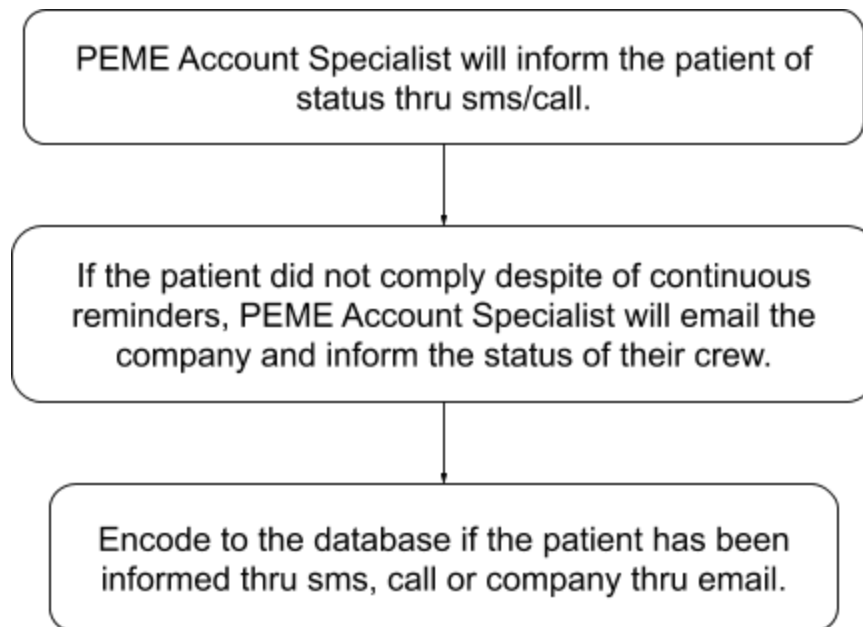 PEME Account Specialist will inform the patient of
status thru sms/call.
If the patient did not comply despite of continuous
reminders, PEME Account Specialist will email the
company and inform the status of their crew.
Encode to the database if the patient has been
informed thru sms, call or company thru email.